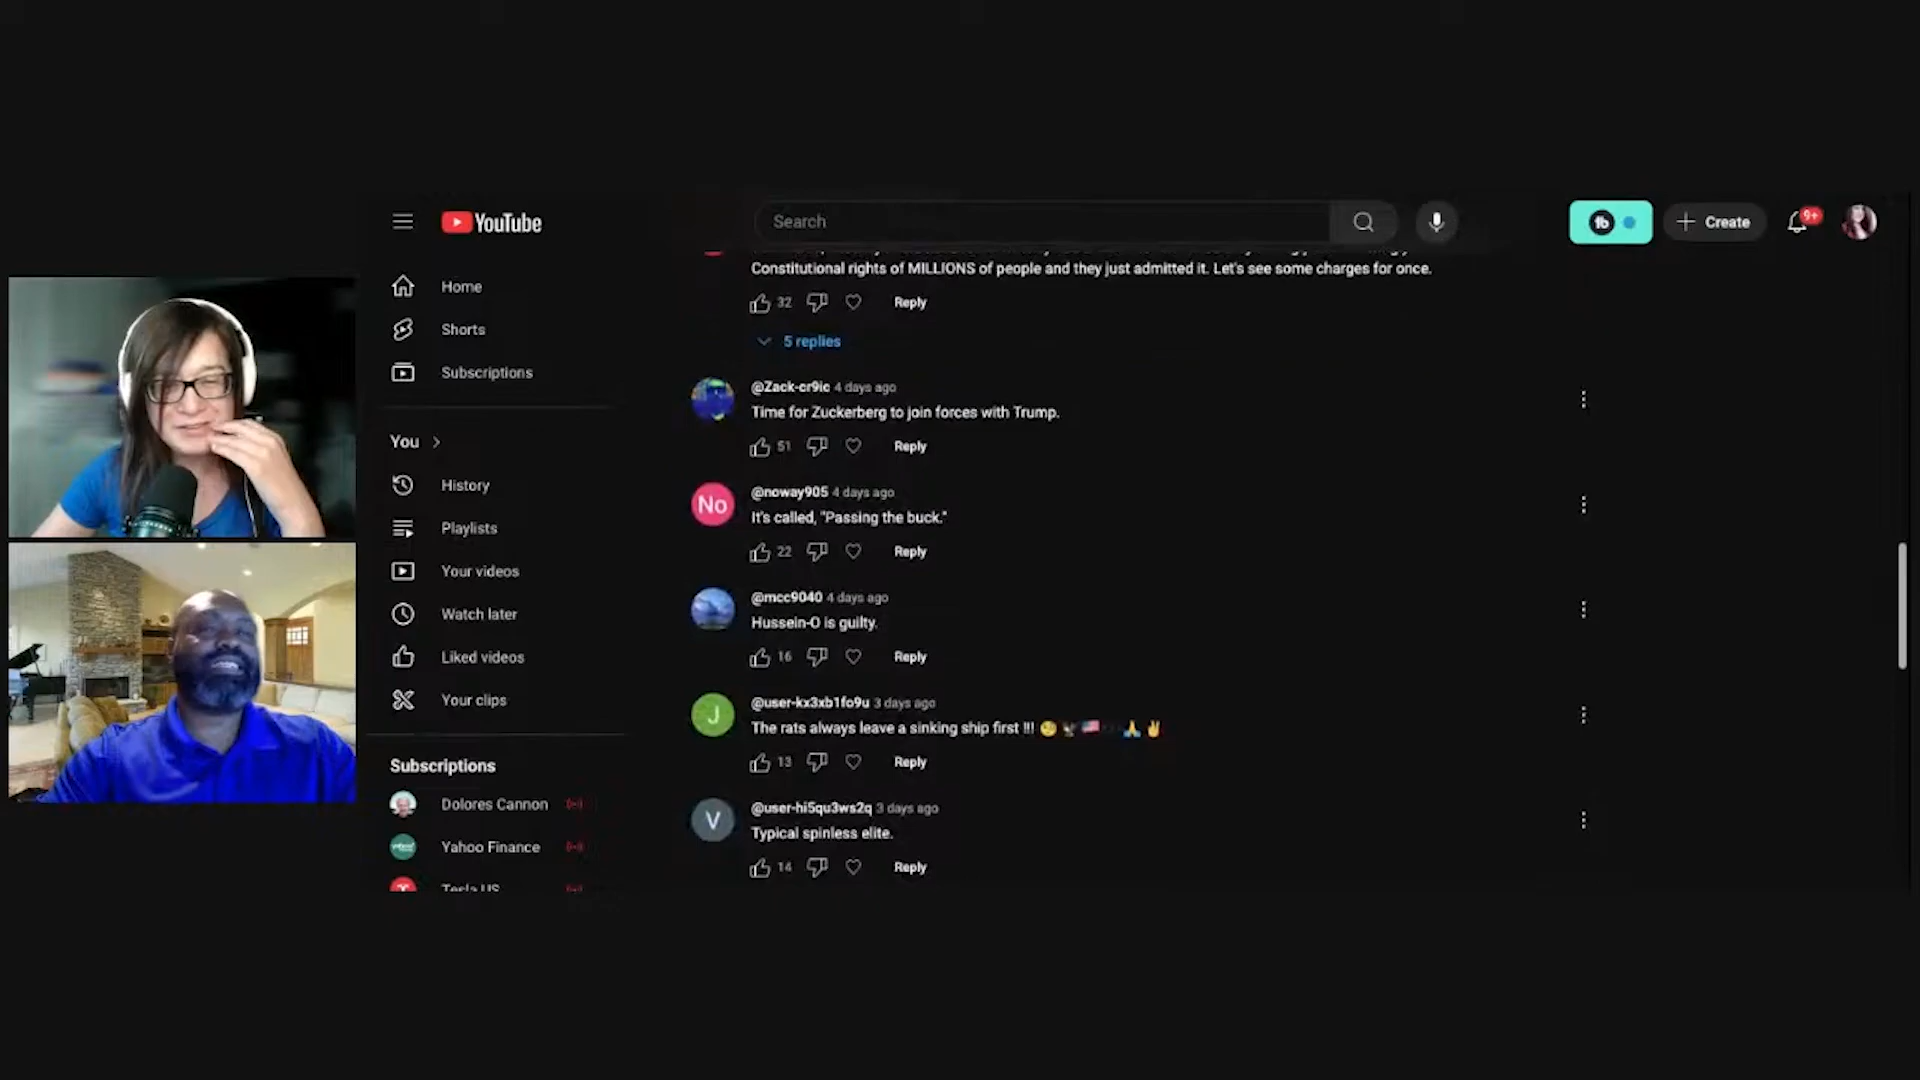 YouTube
Search
Create
9+
Home
Shorts
Subscriptions
You
History
Playlists
Your videos
Watch later
Liked videos
Your clips
Subscriptions
Dolores Cannon
Yahoo Finance
Tesla US
Constitutional rights of MILLIONS of people and they just admitted it. Let's see some charges for once.
32 Reply
5 replies
@Zack-cr9ic 4 days ago
Time for Zuckerberg to join forces with Trump.
51 Reply
No
@noway905 4 days ago
It's called, "Passing the buck."
22 Reply
@mcc9040 4 days ago
Hussein-O is guilty.
16 Reply
J
@user-kx3xb1fo9u 3 days ago
The rats always leave a sinking ship first !!!
13 Reply
V
@user-hi5qu3ws2q 3 days ago
Typical spinless elite.
14 Reply